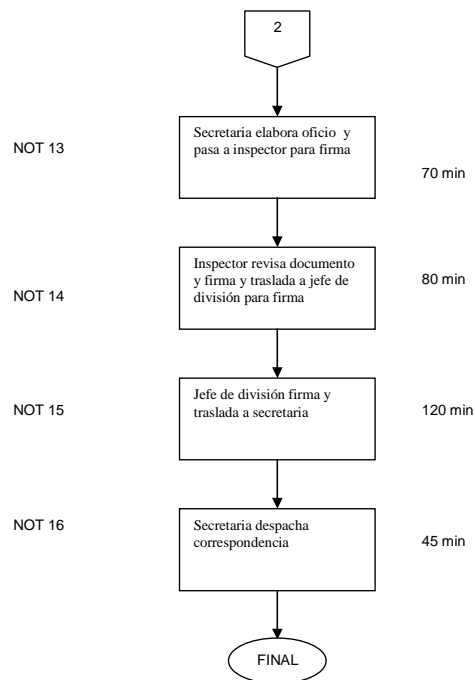 2
NOT 13
Secretaria elabora oficio y
pasa a inspector para firma
70 min
NOT 14
Inspector revisa documento
y firma y traslada a jefe de
división para firma
80 min
NOT 15
Jefe de división firma y
traslada a secretaria
120 min
NOT 16
Secretaria despacha
correspondencia
45 min
FINAL